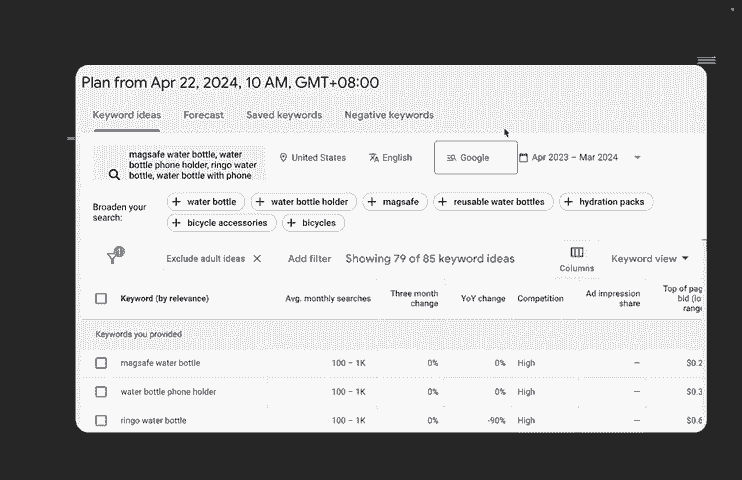 Plan from Apr 22, 2024, 10 AM, GMT+08:00
Keyword ideas Forecast Saved keywords Negative keywords
magsafe water bottle, water
bottle phone holder, ringo water
bottle, water bottle with phone
United States English Google Apr 2023 – Mar 2024
Broaden your
search:
+ water bottle + water bottle holder + magsafe + reusable water bottles + hydration packs
+ bicycle accessories + bicycles
1
Exclude adult ideas × Add filter Showing 79 of 85 keyword ideas
Columns
Keyword view
Keyword (by relevance) Avg. monthly searches Three month
change YoY change Competition Ad impression
share Top of pag
bid (lo
range
Keywords you provided
magsafe water bottle 100 – 1K 0% 0% High — $0.2
water bottle phone holder 100 – 1K 0% 0% High — $0.3
ringo water bottle 100 – 1K 0% -90% High — $0.6